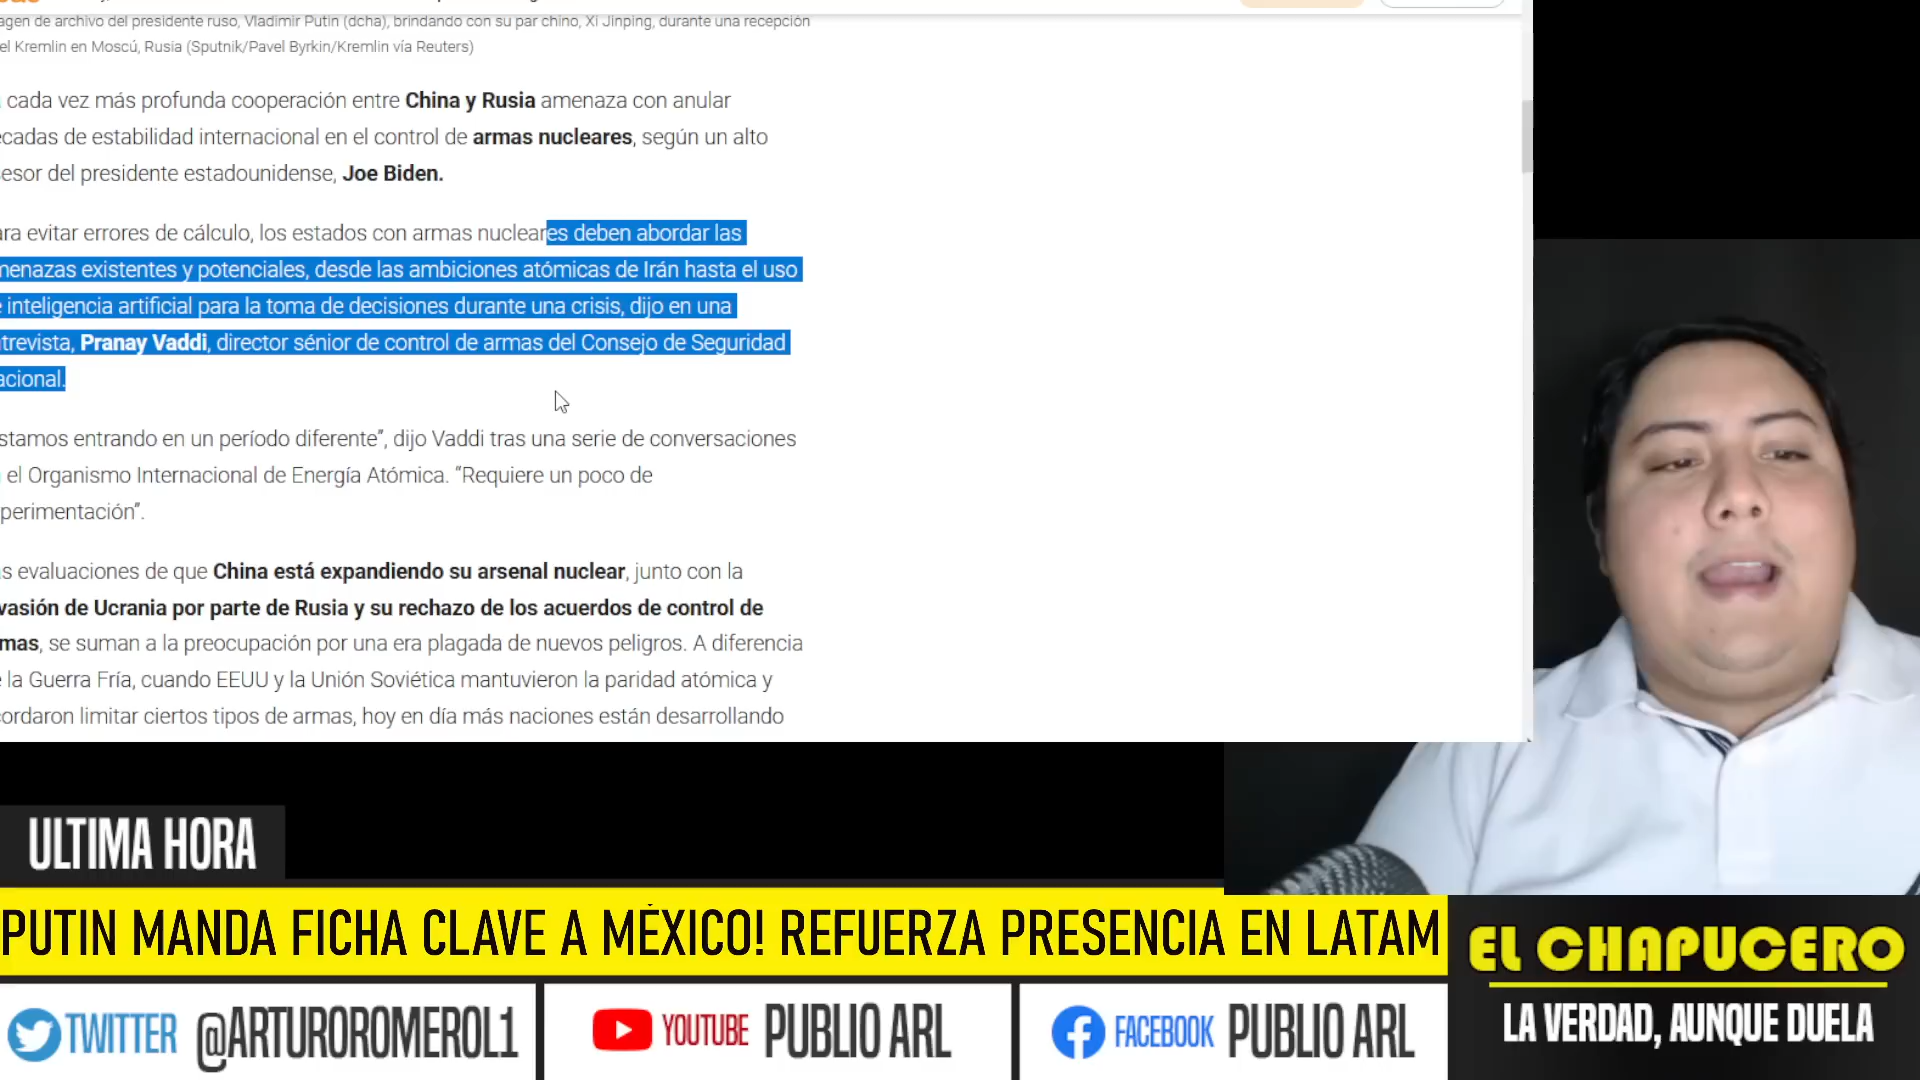 agen de archivo del presidente ruso, Vladimir Putin (dcha), brindando con su par chino, Xi Jinping, durante una recepción
el Kremlin en Moscú, Rusia (Sputnik/Pavel Byrkin/Kremlin vía Reuters)
cada vez más profunda cooperación entre China y Rusia amenaza con anular
ecadas de estabilidad internacional en el control de armas nucleares, según un alto
esor del presidente estadounidense, Joe Biden.
ara evitar errores de cálculo, los estados con armas nucleares deben abordar las
menazas existentes y potenciales, desde las ambiciones atómicas de Irán hasta el uso
e inteligencia artificial para la toma de decisiones durante una crisis, dijo en una
trevista, Pranay Vaddi, director sénior de control de armas del Consejo de Seguridad
acional.
stamos entrando en un período diferente”, dijo Vaddi tras una serie de conversaciones
el Organismo Internacional de Energía Atómica. “Requiere un poco de
perimentación”.
s evaluaciones de que China está expandiendo su arsenal nuclear, junto con la
vasión de Ucrania por parte de Rusia y su rechazo de los acuerdos de control de
mas, se suman a la preocupación por una era plagada de nuevos peligros. A diferencia
e la Guerra Fría, cuando EEUU y la Unión Soviética mantuvieron la paridad atómica y
ordaron limitar ciertos tipos de armas, hoy en día más naciones están desarrollando
ULTIMA HORA
PUTIN MANDA FICHA CLAVE A MÉXICO! REFUERZA PRESENCIA EN LATAM
EL CHAPUCERO
LA VERDAD, AUNQUE DUELA
TWITTER @ARTUROROMEROL1
YOUTUBE PUBLIO ARL
FACEBOOK PUBLIO ARL